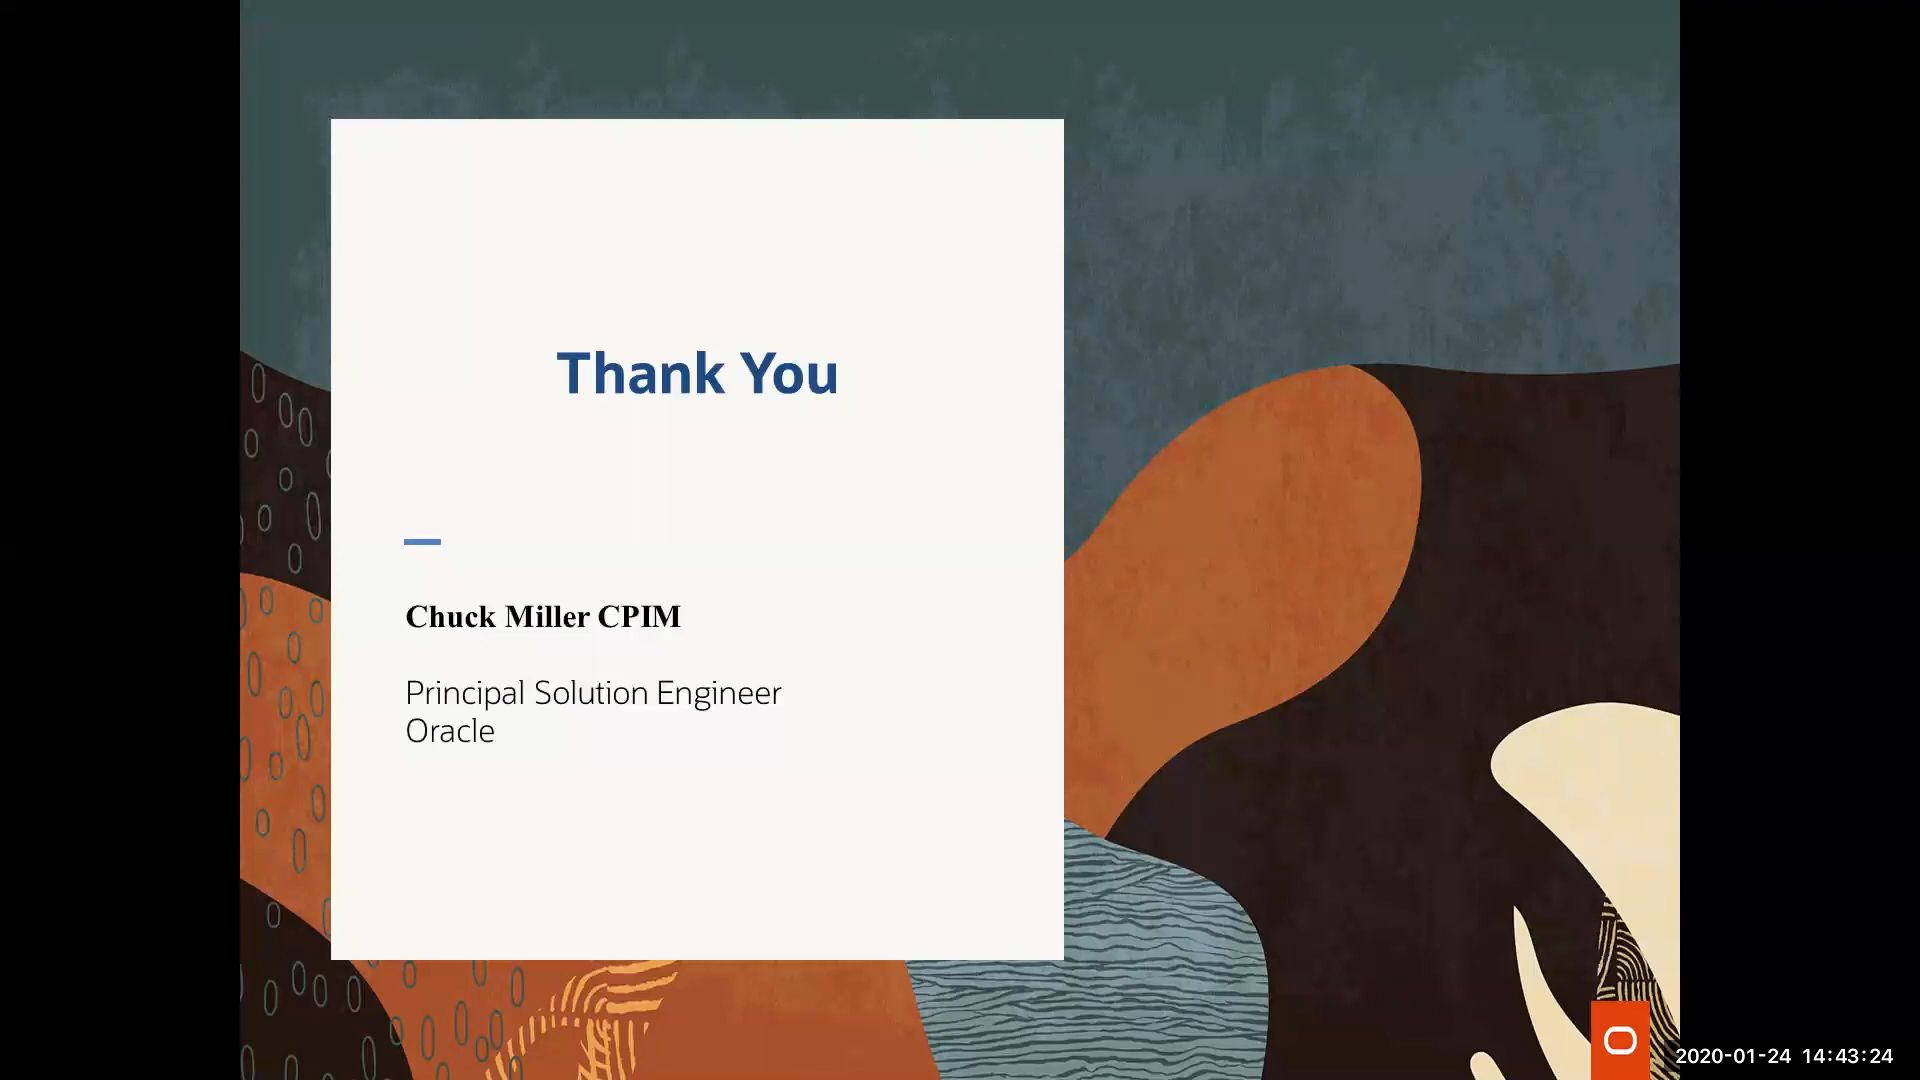 Thank You
Chuck Miller CPIM
Principal Solution Engineer
Oracle
2020-01-24 14:43:24